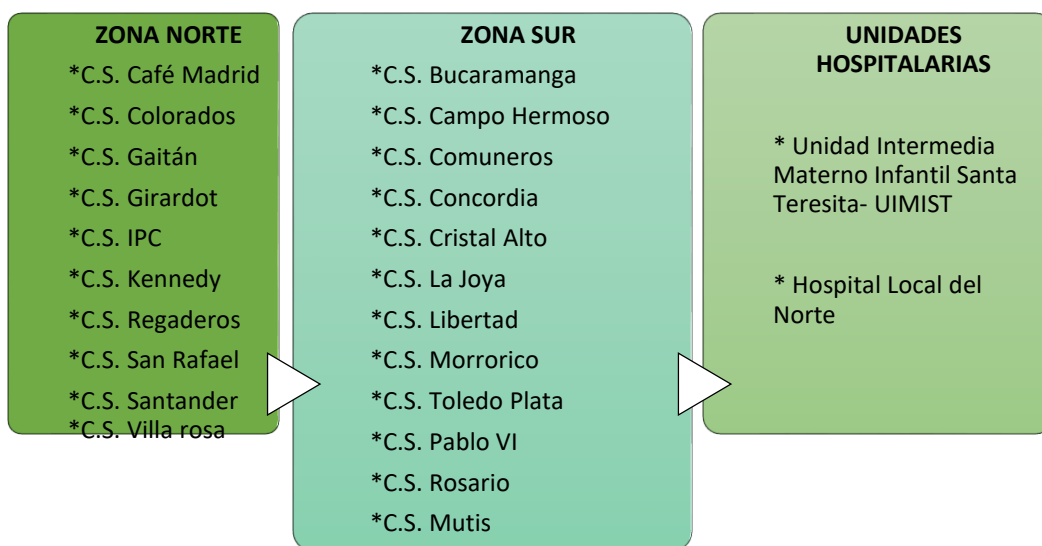 ZONA NORTE
*C.S. Café Madrid
*C.S. Colorados
*C.S. Gaitán
*C.S. Girardot
*C.S. IPC
*C.S. Kennedy
*C.S. Regaderos
*C.S. San Rafael
*C.S. Santander
*C.S. Villa rosa
ZONA SUR
*C.S. Bucaramanga
*C.S. Campo Hermoso
*C.S. Comuneros
*C.S. Concordia
*C.S. Cristal Alto
*C.S. La Joya
*C.S. Libertad
*C.S. Morrorico
*C.S. Toledo Plata
*C.S. Pablo VI
*C.S. Rosario
*C.S. Mutis
UNIDADES
HOSPITALARIAS
* Unidad Intermedia
Materno Infantil Santa
Teresita- UIMIST
* Hospital Local del
Norte